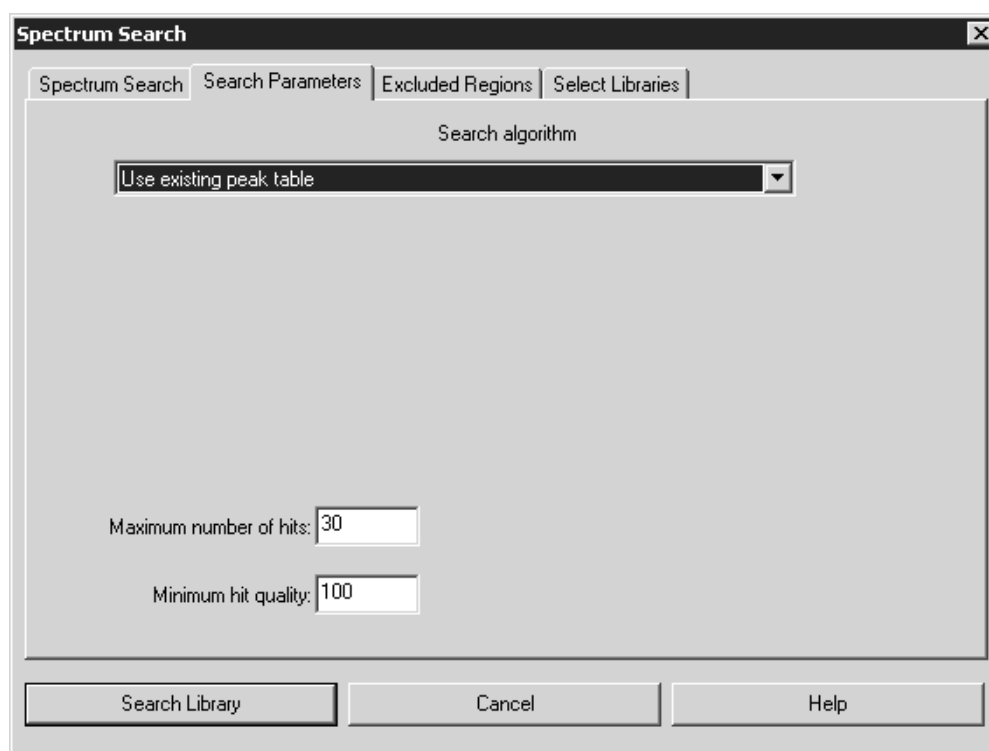 Spectrum Search
Spectrum Search Search Parameters Excluded Regions Select Libraries
Search algorithm
Use existing peak table
Maximum number of hits: 30
Minimum hit quality: 100
Search Library Cancel Help